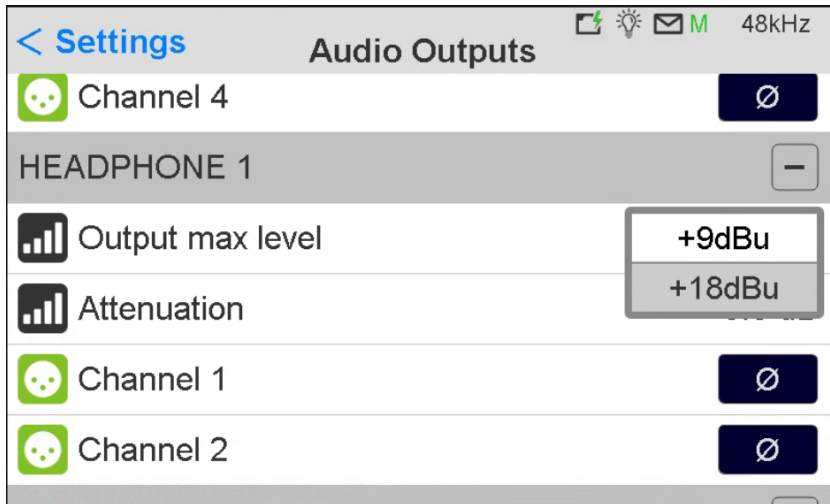 < Settings
Audio Outputs
M
48kHz
Channel 4
Ø
HEADPHONE 1
Output max level
+9dBu
+18dBu
Attenuation
Channel 1
Ø
Channel 2
Ø